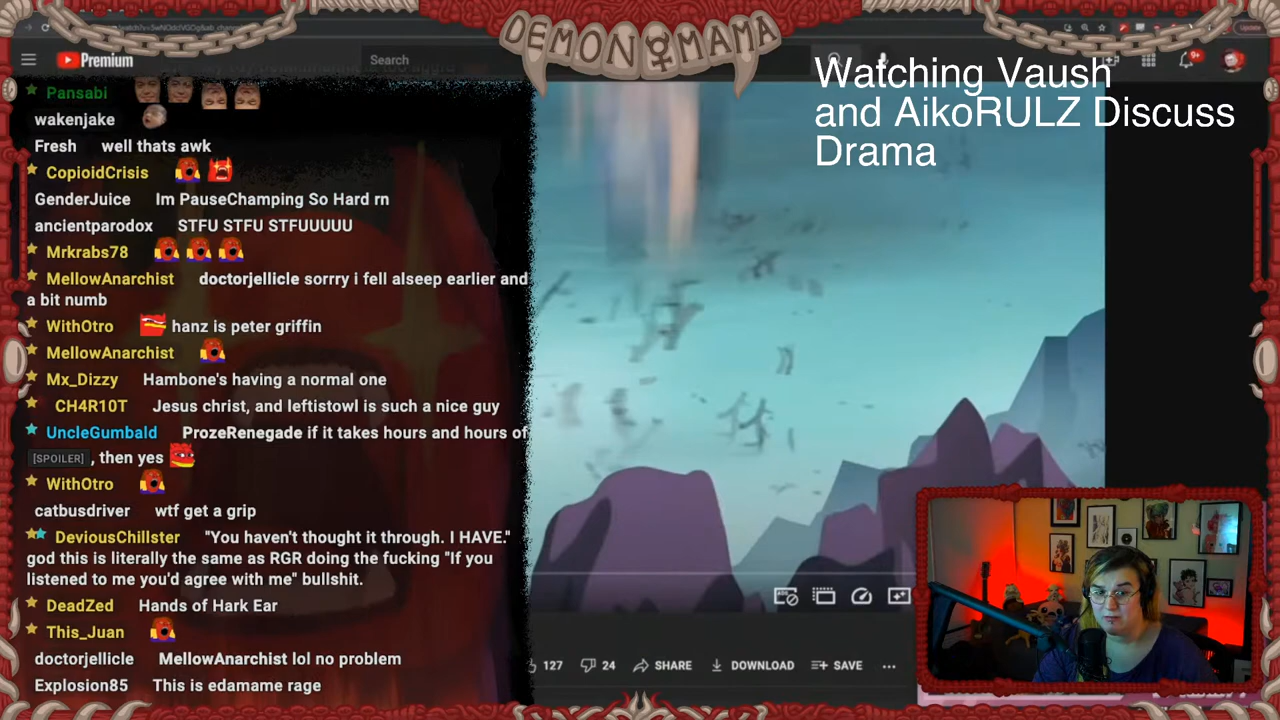 DEMON MAMA
Premium
Search
9+
Watching Vaush
and AikoRULZ Discuss
Drama
Pansabi
wakenjake
Fresh well thats awk
CopioidCrisis
GenderJuice Im PauseChamping So Hard rn
ancientparodox STFU STFU STFUUUUU
Mrkrabs78
MellowAnarchist doctorjellicle sorrry i fell alseep earlier and
a bit numb
WithOtro hanz is peter griffin
MellowAnarchist
Mx_Dizzy Hambone's having a normal one
CH4R10T Jesus christ, and leftistowl is such a nice guy
UncleGumbald ProzeRenegade if it takes hours and hours of
[SPOILER] , then yes
WithOtro
catbusdriver wtf get a grip
DeviousChillster "You haven't thought it through. I HAVE."
god this is literally the same as RGR doing the fucking "If you
listened to me you'd agree with me" bullshit.
DeadZed Hands of Hark Ear
This_Juan
doctorjellicle MellowAnarchist lol no problem
Explosion85 This is edamame rage
127 24 SHARE DOWNLOAD SAVE